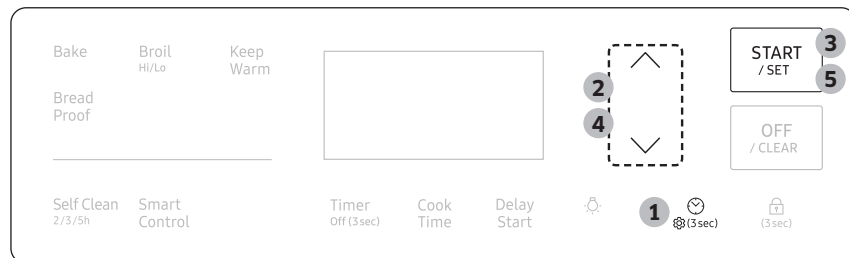 Bake
Broil
Hi/Lo
Keep
Warm
Bread
Proof
Self Clean
2/3/5h
Smart
Control
Timer
Off (3 sec)
Cook
Time
Delay
Start
2
4
1
(3 sec)
(3 sec)
START
/ SET
3
5
OFF
/ CLEAR